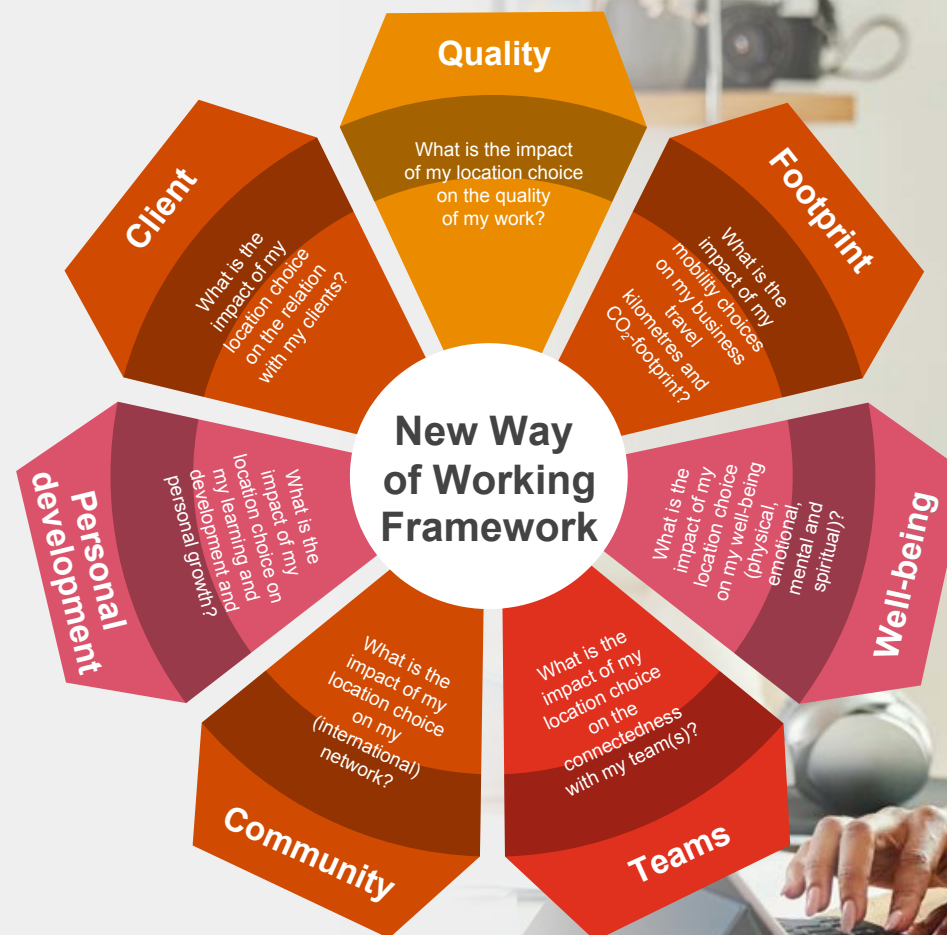 New Way
of Working
Framework
Quality
What is the impact
of my location choice
on the quality
of my work?
Footprint
What is the
impact of my
mobility choices
on my business
travel
kilometres and
CO₂-footprint?
Well-being
What is the
impact of my
location choice
on my well-being
(physical,
emotional,
mental and
spiritual)?
Teams
What is the
impact of my
location choice
on the
connectedness
with my team(s)?
Community
What is the
impact of my
location choice
on my
(international)
network?
Personal
development
What is the
impact of my
location choice on
my learning and
development and
personal growth?
Client
What is the
impact of my
location choice
on the relation
with my clients?